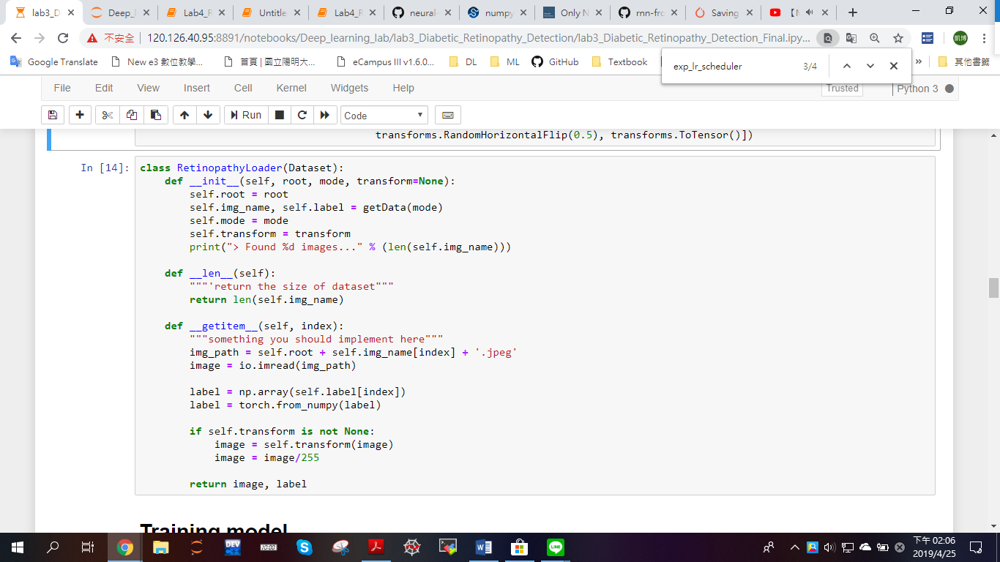 lab3_D
Deep_l
Lab4_R
Untitle
Lab4_R
neural-
numpy
Only N
rnn-fro
Saving
不安全
120.126.40.95:8891/notebooks/Deep_learning_lab/lab3_Diabetic_Retinopathy_Detection/lab3_Diabetic_Retinopathy_Detection_Final.ipy...
凱博
Google Translate
New e3 數位教學...
首頁 | 國立陽明大...
eCampus III v1.6.0...
DL
ML
GitHub
Textbook
»
其他書籤
exp_lr_scheduler
3/4
File
Edit
View
Insert
Cell
Kernel
Widgets
Help
Trusted
Python 3
Run
Code
transforms.RandomHorizontalFlip(0.5), transforms.ToTensor()])
In [14]:
class RetinopathyLoader(Dataset):
def __init__(self, root, mode, transform=None):
self.root = root
self.img_name, self.label = getData(mode)
self.mode = mode
self.transform = transform
print("> Found %d images..." % (len(self.img_name)))
def __len__(self):
"""'return the size of dataset"""
return len(self.img_name)
def __getitem__(self, index):
"""something you should implement here"""
img_path = self.root + self.img_name[index] + '.jpeg'
image = io.imread(img_path)
label = np.array(self.label[index])
label = torch.from_numpy(label)
if self.transform is not None:
image = self.transform(image)
image = image/255
return image, label
Training model
DEV
LINE
下午 02:06
2019/4/25